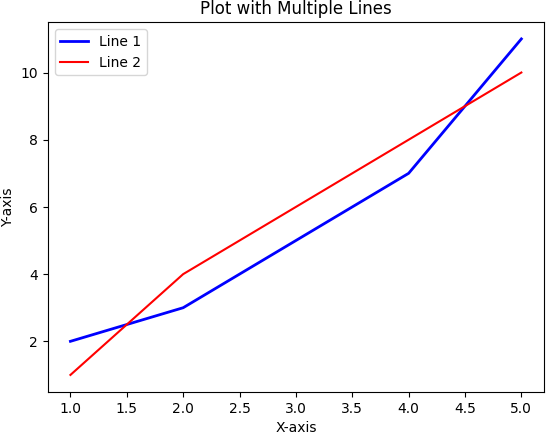 Plot with Multiple Lines
Line 1
Line 2
Y-axis
10
8
6
4
2
1.0 1.5 2.0 2.5 3.0 3.5 4.0 4.5 5.0
X-axis